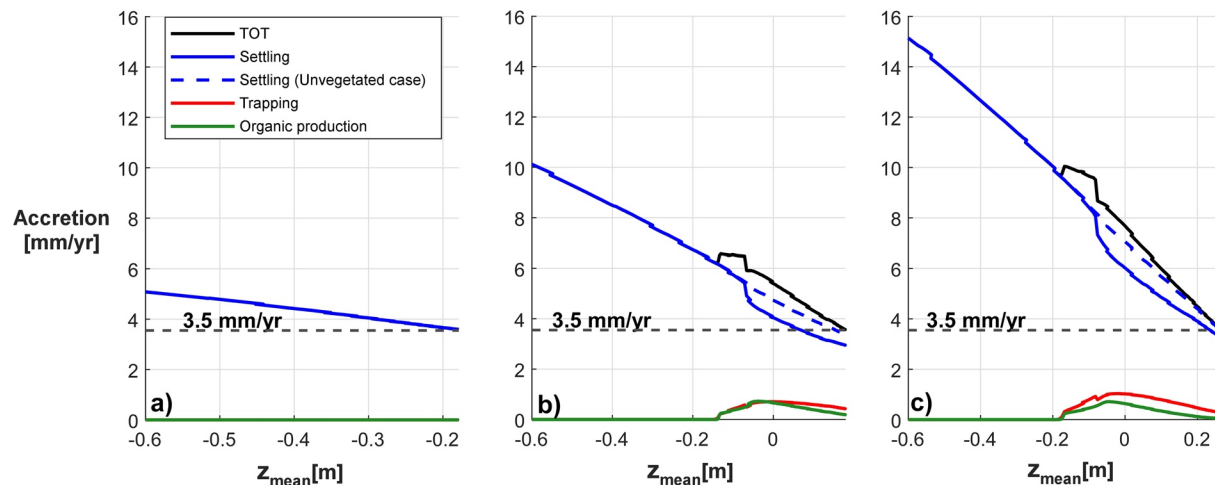 16
14
12
10
8
6
4
2
0
Accretion
[mm/yr]
TOT
Settling
Settling (Unvegetated case)
Trapping
Organic production
3.5 mm/yr
a)
-0.6 -0.5 -0.4 -0.3 -0.2
zmean[m]
16
14
12
10
8
6
4
2
0
3.5 mm/yr
b)
-0.6 -0.4 -0.2 0
zmean[m]
16
14
12
10
8
6
4
2
0
3.5 mm/yr
c)
-0.6 -0.4 -0.2 0 0.2
zmean[m]